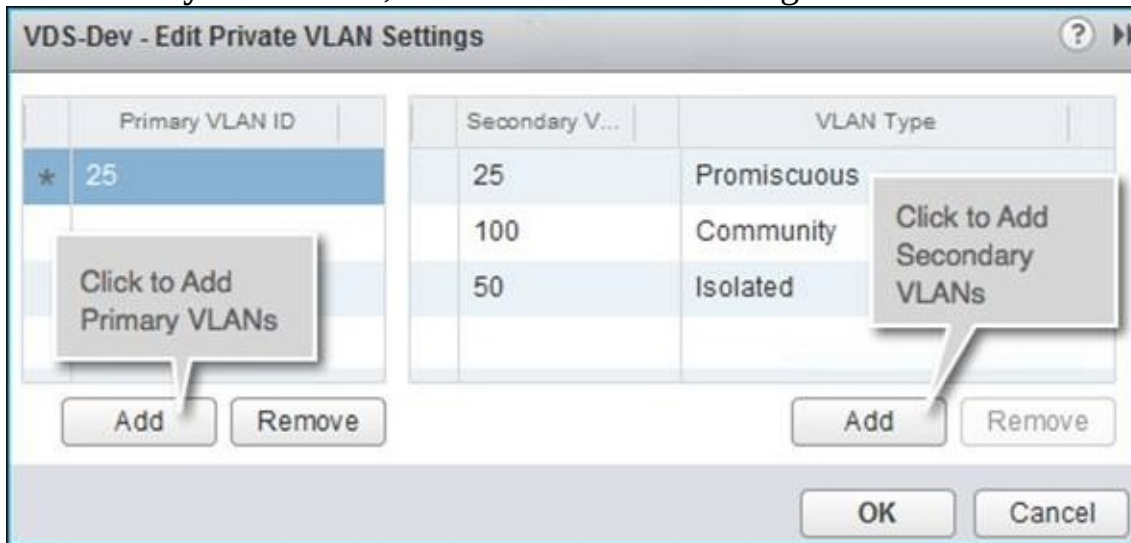 VDS-Dev - Edit Private VLAN Settings ?
Primary VLAN ID
* 25
Click to Add
Primary VLANs
Add Remove
Secondary V... VLAN Type
25 Promiscuous
100 Community
50 Isolated
Click to Add
Secondary
VLANs
Add Remove
OK Cancel